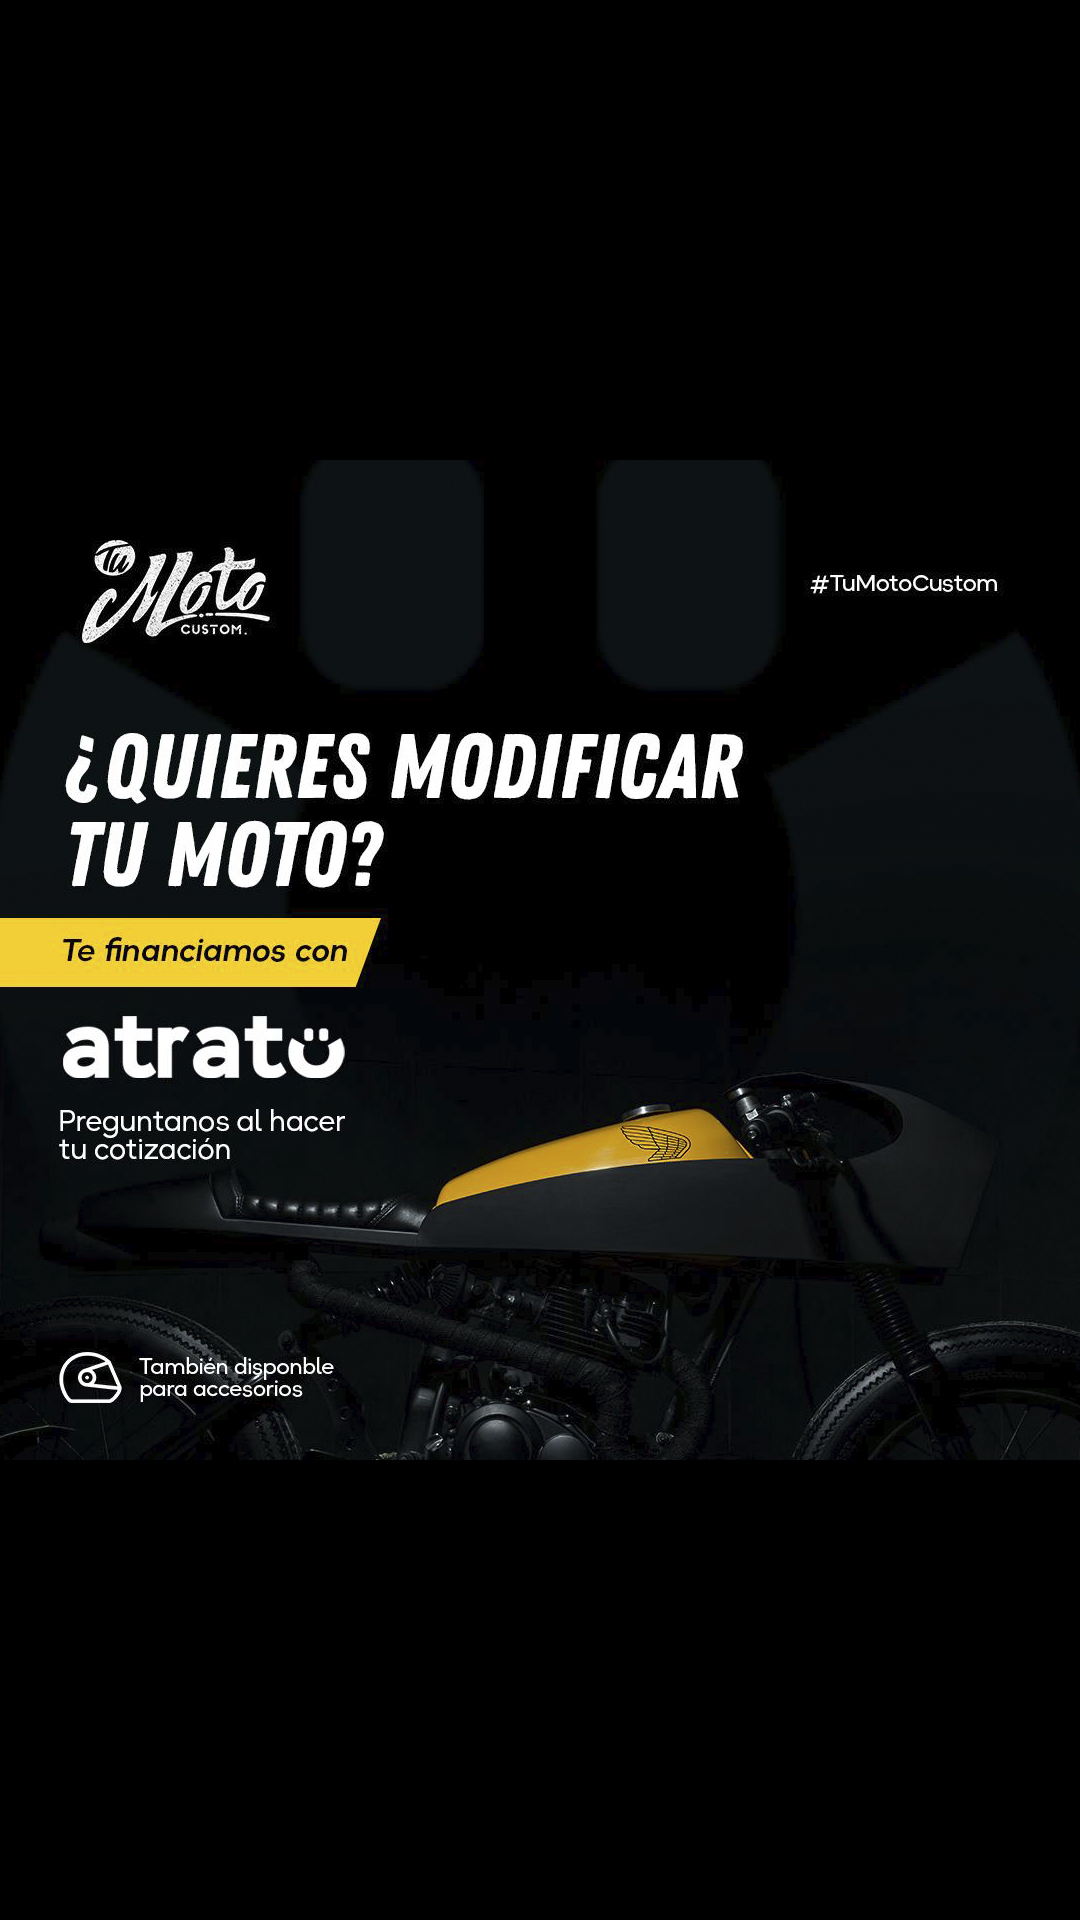 Tu
Moto
CUSTOM.
#TuMotoCustom
¿QUIERES MODIFICAR
TU MOTO?
Te financiamos con
atrato
Preguntanos al hacer
tu cotización
También disponble
para accesorios